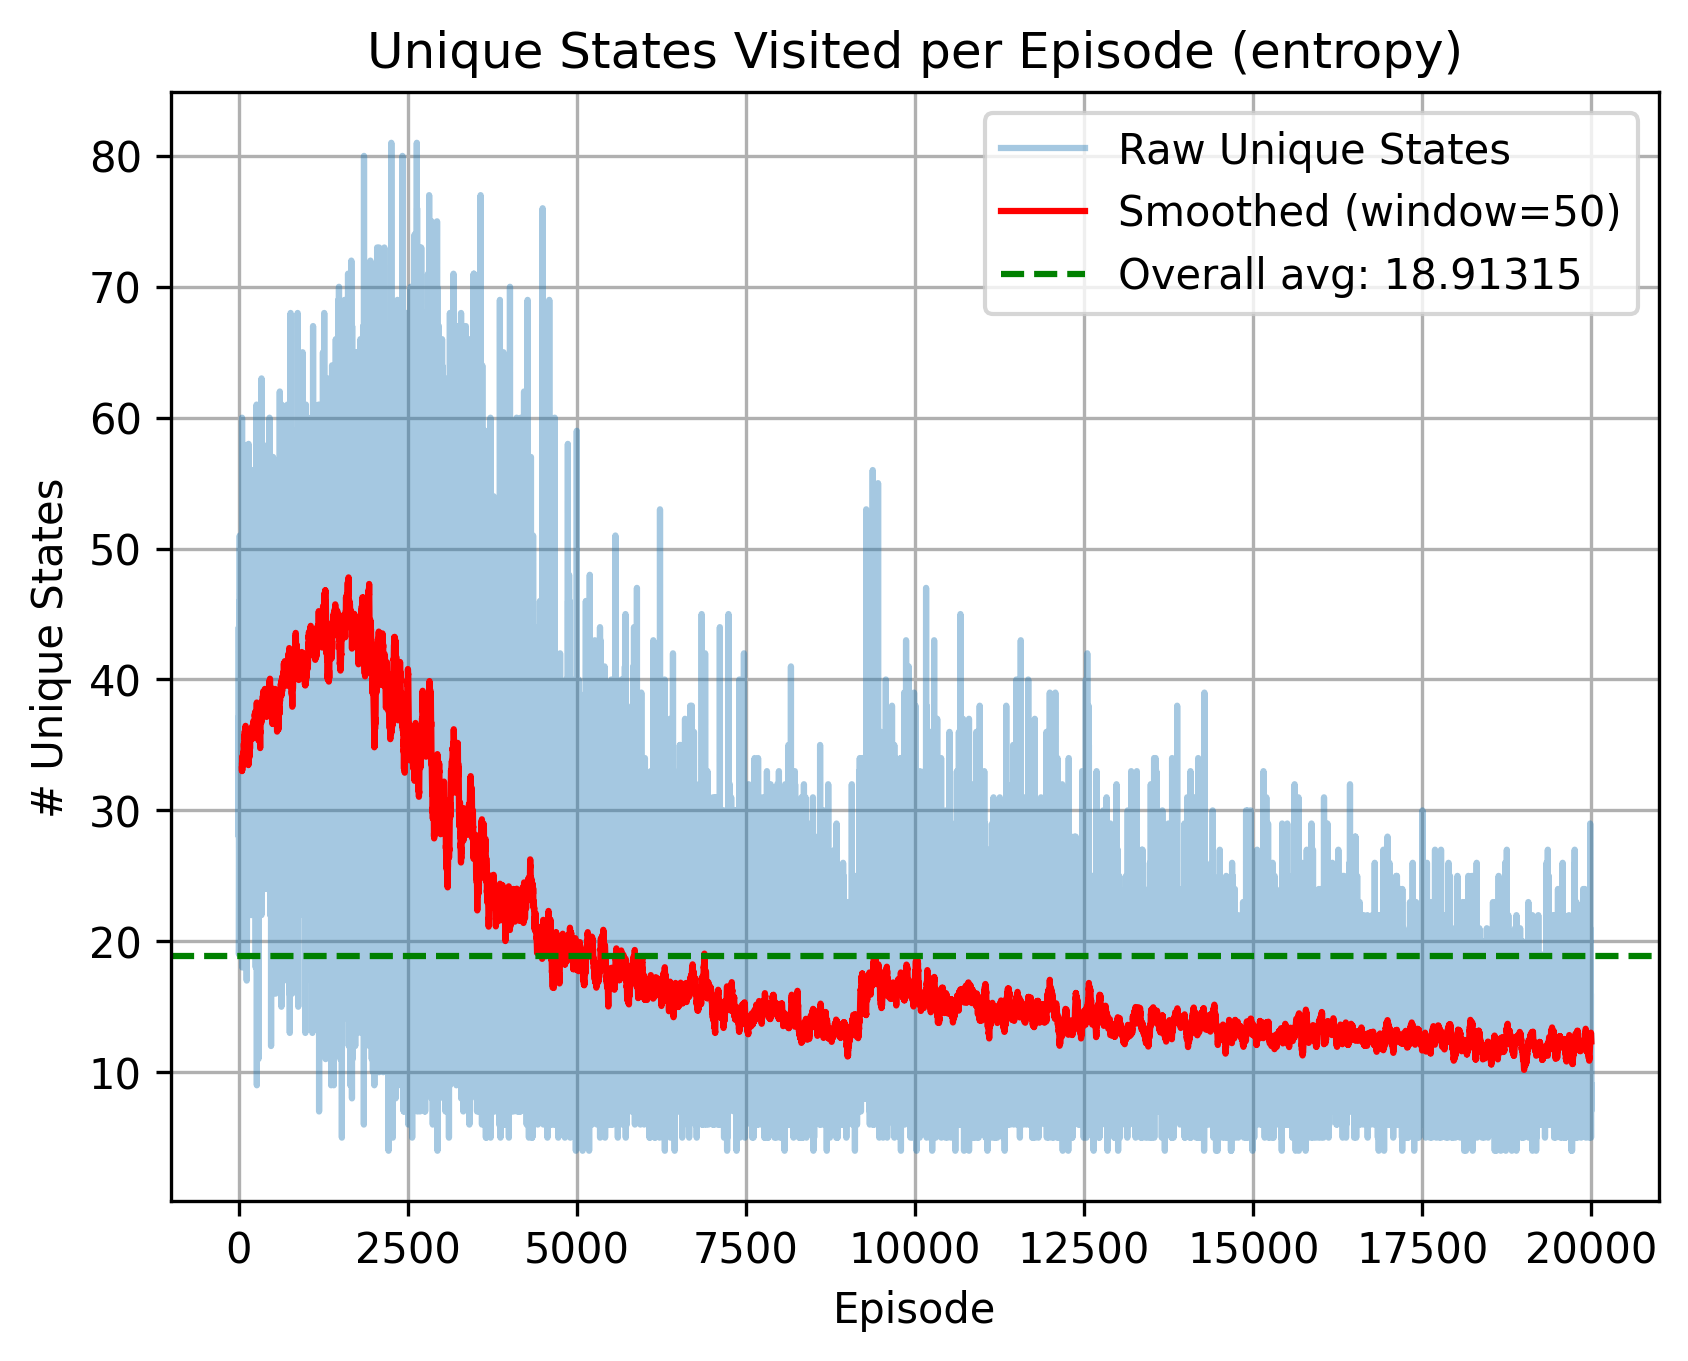 Unique States Visited per Episode (entropy)
Raw Unique States
Smoothed (window=50)
Overall avg: 18.91315
# Unique States
80
70
60
50
40
30
20
10
0 2500 5000 7500 10000 12500 15000 17500 20000
Episode